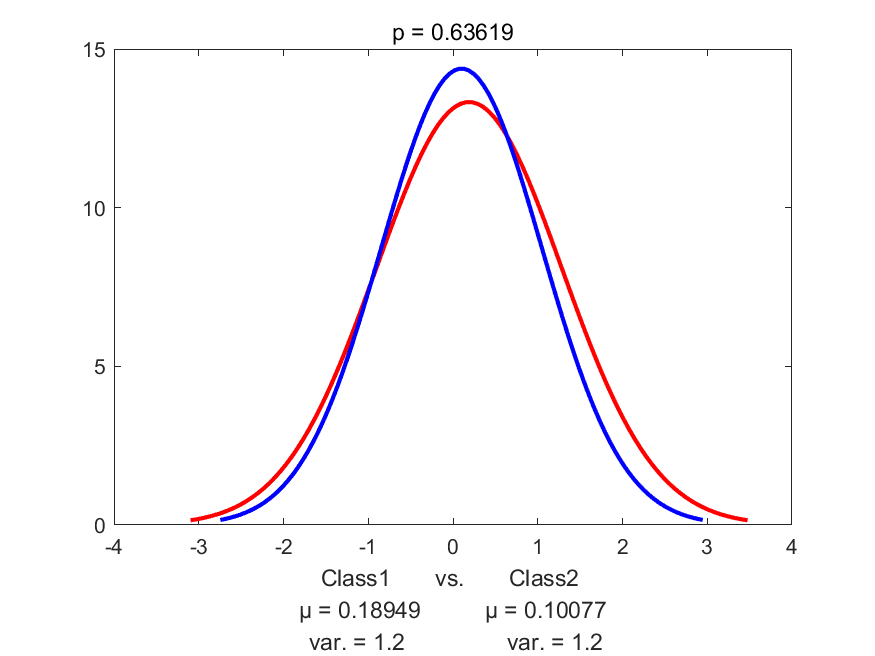 p = 0.63619
15
10
5
0
-4 -3 -2 -1 0 1 2 3 4
Class1 vs. Class2
μ = 0.18949 μ = 0.10077
var. = 1.2 var. = 1.2